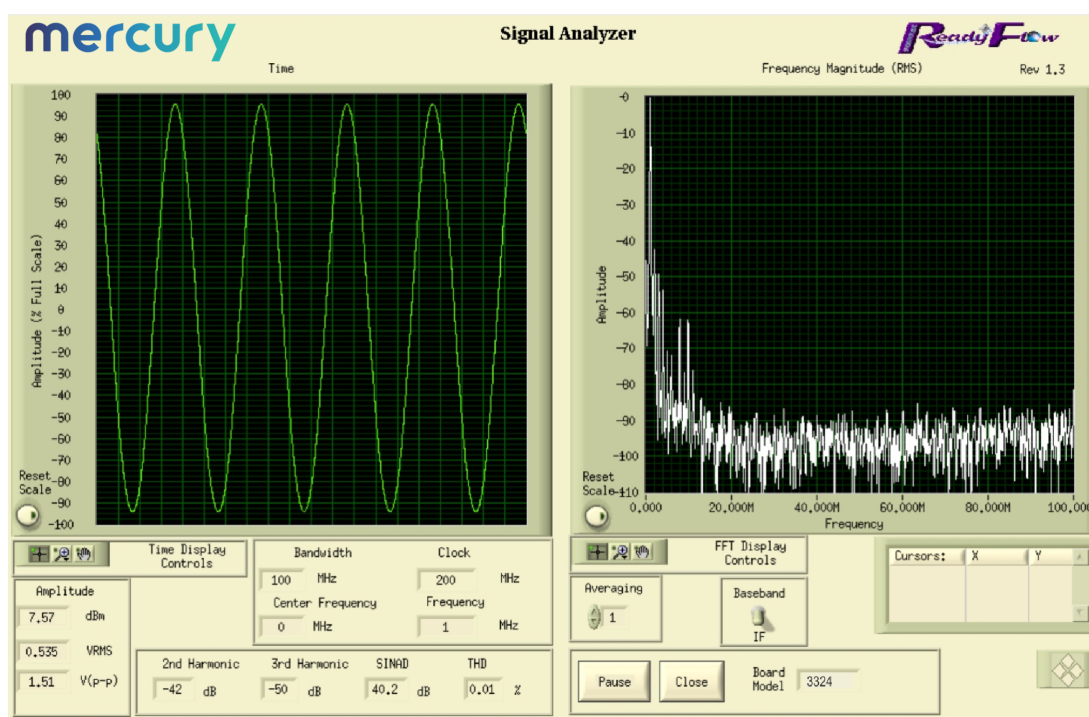 mercury
Signal Analyzer
ReadyFlow
Time
Frequency Magnitude (RMS)
Rev 1.3
100
90
80
70
60
50
40
30
20
10
0
-10
-20
-30
-40
-50
-60
-70
-80
-90
-100
Amplitude (% Full Scale)
Reset
Scale
-0
-10
-20
-30
-40
-50
-60
-70
-80
-90
-100
-110
Amplitude
Reset
Scale
0,000
20,000M
40,000M
60,000M
80,000M
100,000
Frequency
Time Display
Controls
Amplitude
7.57 dBm
0.535 VRMS
1.51 V(p-p)
Bandwidth
Clock
100 MHz
200 MHz
Center Frequency
Frequency
0 MHz
1 MHz
2nd Harmonic
3rd Harmonic
SINAD
THD
-42 dB
-50 dB
40.2 dB
0.01 %
FFT Display
Controls
Averaging
1
Baseband
IF
Cursors:
X
Y
Pause
Close
Board
Model
3324